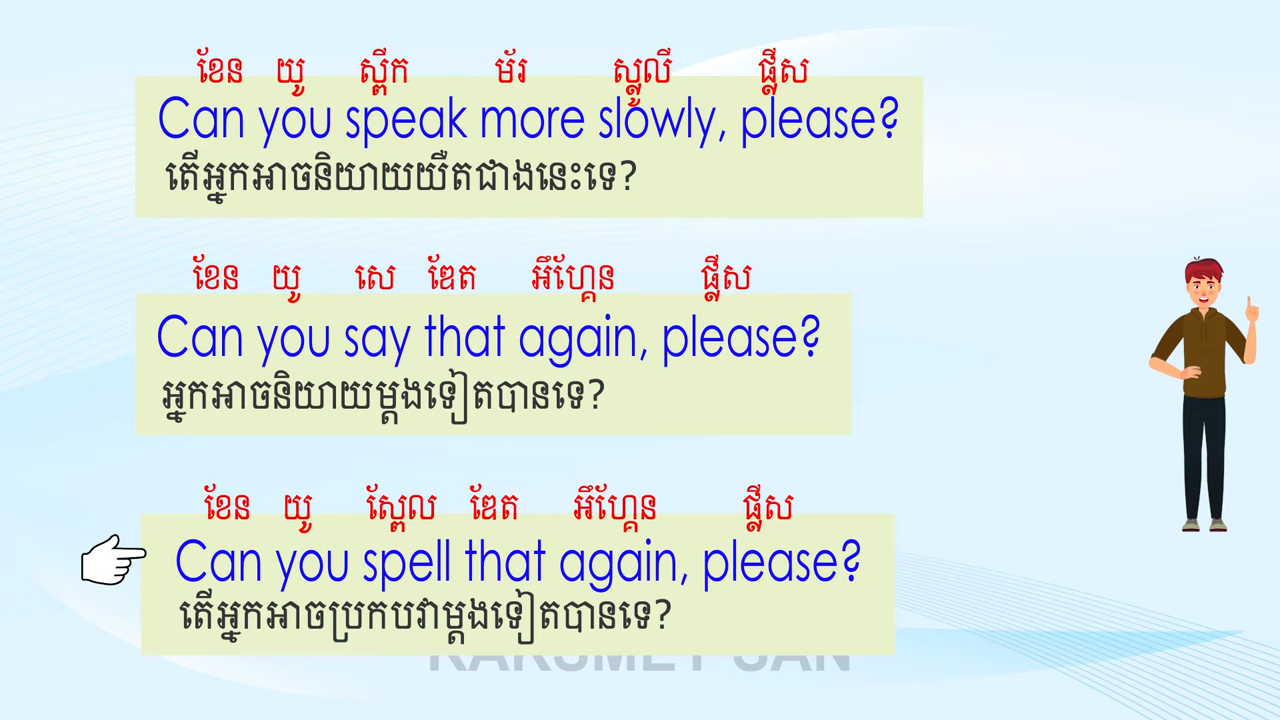 ខែន យូ ស្ពីក ម័រ ស្លូលី ផ្លីស
Can you speak more slowly, please?
តើអ្នកអាចនិយាយយឺតជាងនេះទេ?
ខែន យូ សេ ឌែត អឹហ្គែន ផ្លីស
Can you say that again, please?
អ្នកអាចនិយាយម្ដងទៀតបានទេ?
ខែន យូ ស្ពែល ឌែត អឹហ្គែន ផ្លីស
Can you spell that again, please?
តើអ្នកអាចប្រកបវាម្ដងទៀតបានទេ?